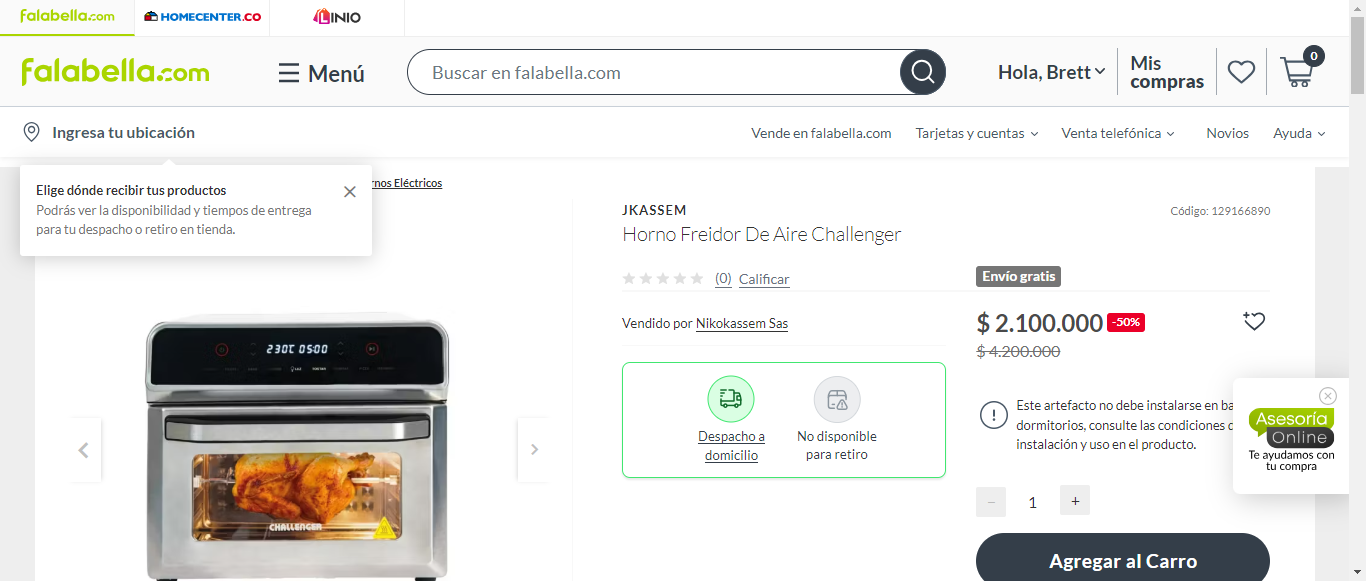 falabella.com
HOMECENTER.CO
LINIO
falabella.com
Menú
Buscar en falabella.com
Hola, Brett
Mis
compras
0
Ingresa tu ubicación
Vende en falabella.com
Tarjetas y cuentas
Venta telefónica
Novios
Ayuda
Elige dónde recibir tus productos
Podrás ver la disponibilidad y tiempos de entrega
para tu despacho o retiro en tienda.
rnos Eléctricos
JKASSEM
Código: 129166890
Horno Freidor De Aire Challenger
(0) Calificar
Envío gratis
Vendido por Nikokassem Sas
$ 2.100.000 -50%
$ 4.200.000
Despacho a
domicilio
No disponible
para retiro
Este artefacto no debe instalarse en ba
dormitorios, consulte las condiciones d
instalación y uso en el producto.
Asesoría
Online
Te ayudamos con
tu compra
− 1 +
Agregar al Carro
230C 05:00
CHALLENGER